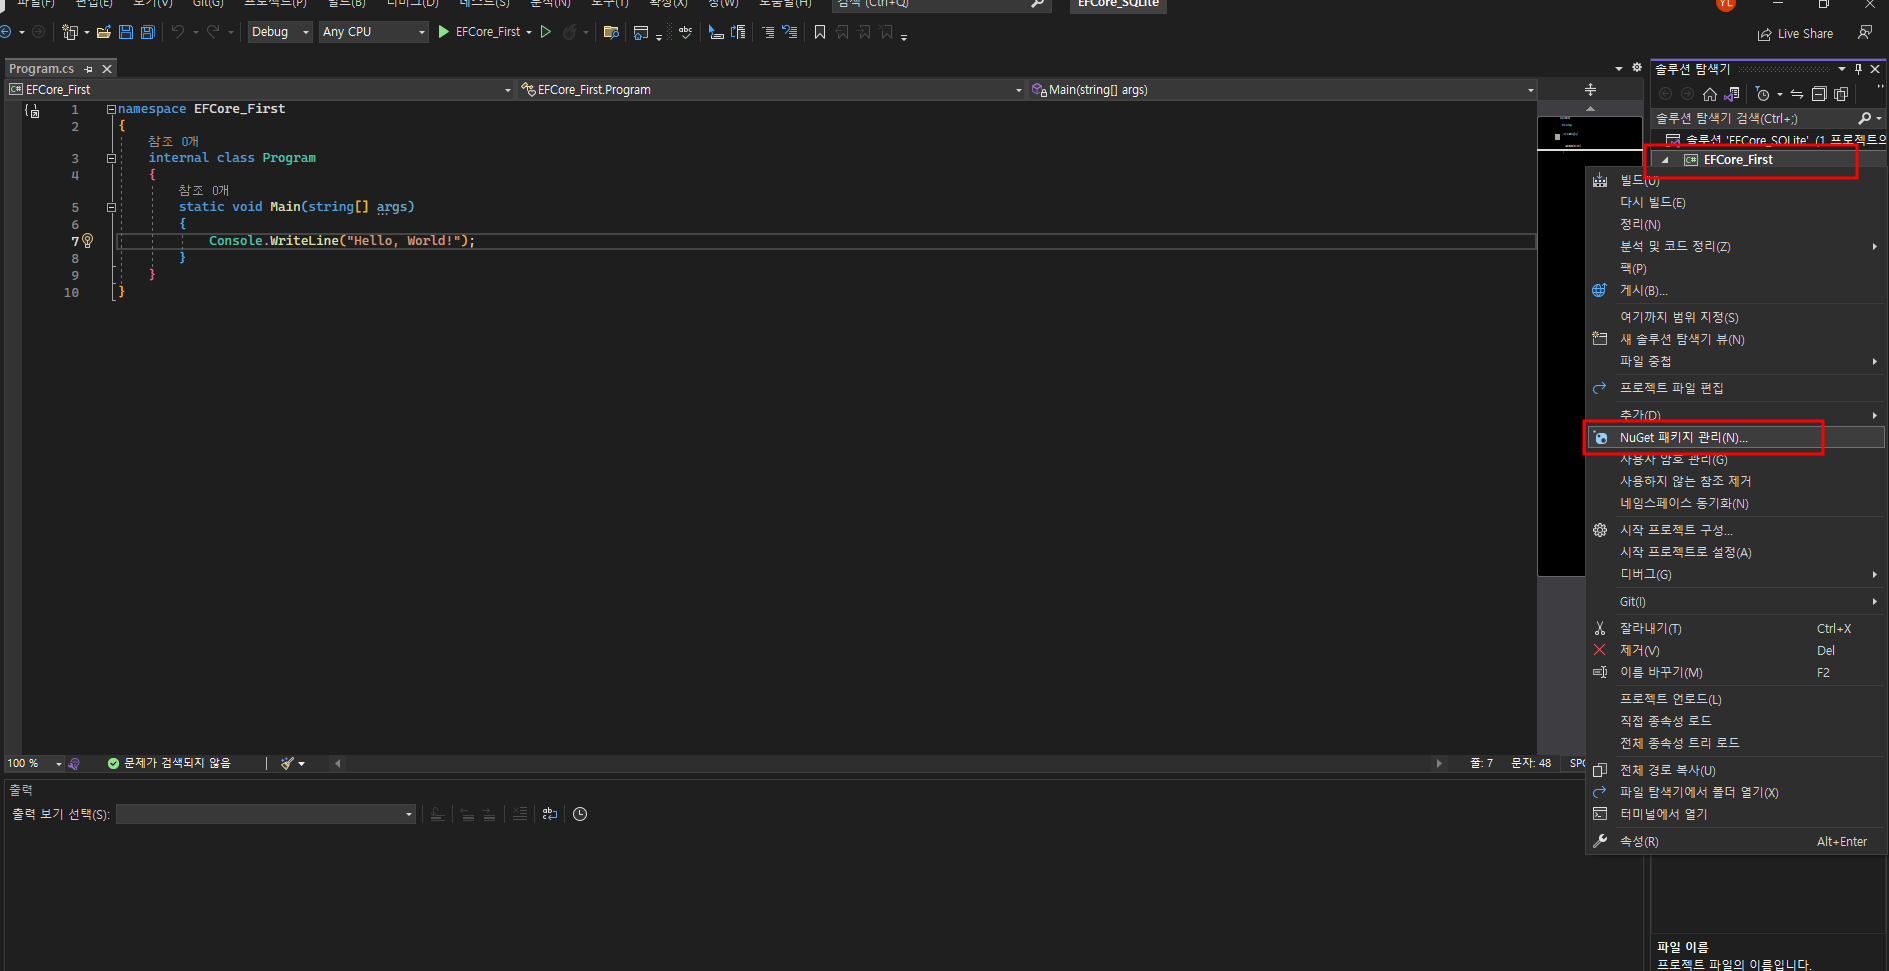 파일(F) 편집(E) 보기(V) Git(G) 프로젝트(P) 빌드(B) 디버그(D) 테스트(S) 분석(N) 도구(T) 확장(X) 창(W) 도움말(H) 검색 (Ctrl+Q) EFCore_SQLite YL
Debug Any CPU EFCore_First Live Share
Program.cs
EFCore_First EFCore_First.Program Main(string[] args)
1 namespace EFCore_First
2 {
참조 0개
3 internal class Program
4 {
참조 0개
5 static void Main(string[] args)
6 {
7 Console.WriteLine("Hello, World!");
8 }
9 }
10 }
100 % 문제가 검색되지 않음 줄: 7 문자: 48 SPC
출력
출력 보기 선택(S):
솔루션 탐색기
솔루션 탐색기 검색(Ctrl+;)
솔루션 'EFCore_SQLite' (1 프로젝트의
EFCore_First
빌드(U)
다시 빌드(E)
정리(N)
분석 및 코드 정리(Z)
팩(P)
게시(B)...
여기까지 범위 지정(S)
새 솔루션 탐색기 뷰(N)
파일 중첩
프로젝트 파일 편집
추가(D)
NuGet 패키지 관리(N)...
사용자 암호 관리(G)
사용하지 않는 참조 제거
네임스페이스 동기화(N)
시작 프로젝트 구성...
시작 프로젝트로 설정(A)
디버그(G)
Git(I)
잘라내기(T) Ctrl+X
제거(V) Del
이름 바꾸기(M) F2
프로젝트 언로드(L)
직접 종속성 로드
전체 종속성 트리 로드
전체 경로 복사(U)
파일 탐색기에서 폴더 열기(X)
터미널에서 열기
속성(R) Alt+Enter
파일 이름
프로젝트 파일의 이름입니다.